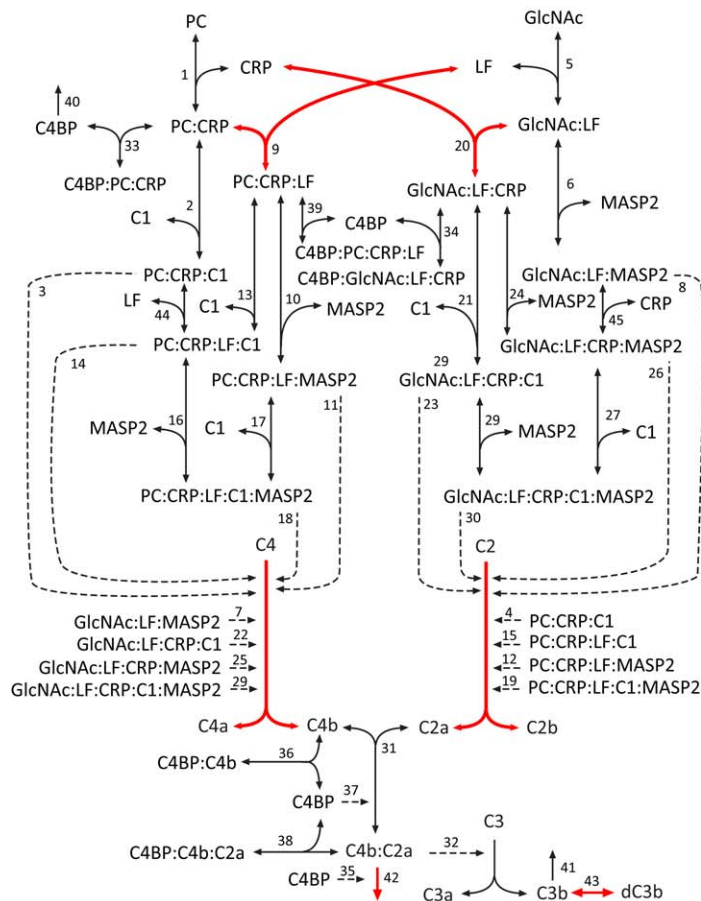 PC
GlcNAc
CRP
LF
1
5
40
C4BP
33
PC:CRP
9
20
GlcNAc:LF
C4BP:PC:CRP
PC:CRP:LF
GlcNAc:LF:CRP
6
MASP2
2
39
C4BP
34
C1
C4BP:PC:CRP:LF
C4BP:GlcNAc:LF:CRP
3
PC:CRP:C1
GlcNAc:LF:MASP2
8
LF
44
C1
13
10
MASP2
C1
21
24
MASP2
45
CRP
14
PC:CRP:LF:C1
GlcNAc:LF:CRP:MASP2
29
26
PC:CRP:LF:MASP2
GlcNAc:LF:CRP:C1
11
23
MASP2
16
C1
17
29
MASP2
27
C1
PC:CRP:LF:C1:MASP2
GlcNAc:LF:CRP:C1:MASP2
18
30
C4
C2
GlcNAc:LF:MASP2
7
4
PC:CRP:C1
GlcNAc:LF:CRP:C1
22
15
PC:CRP:LF:C1
GlcNAc:LF:CRP:MASP2
25
12
PC:CRP:LF:MASP2
GlcNAc:LF:CRP:C1:MASP2
29
19
PC:CRP:LF:C1:MASP2
C4a
C4b
C2a
C2b
31
C4BP:C4b
36
C4BP
37
C3
C4BP:C4b:C2a
38
C4b:C2a
32
C4BP
35
42
41
C3a
C3b
43
dC3b